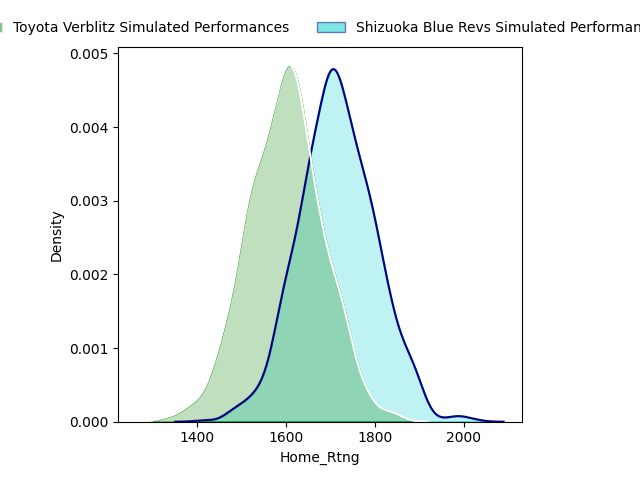 Toyota Verblitz Simulated Performances Shizuoka Blue Revs Simulated Performan
0.005
0.004
0.003
0.002
0.001
0.000
Density
1400 1600 1800 2000
Home_Rtng